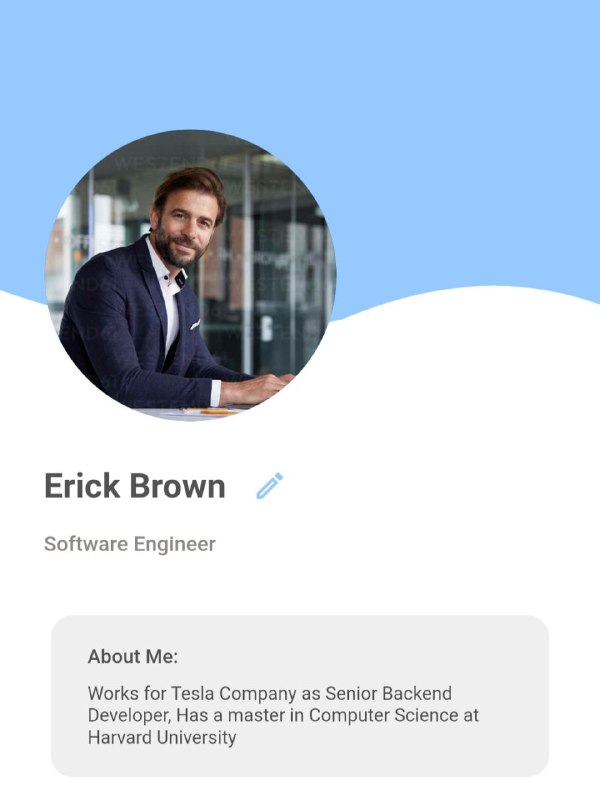 WESTEND61
Erick Brown
Software Engineer
About Me:
Works for Tesla Company as Senior Backend
Developer, Has a master in Computer Science at
Harvard University